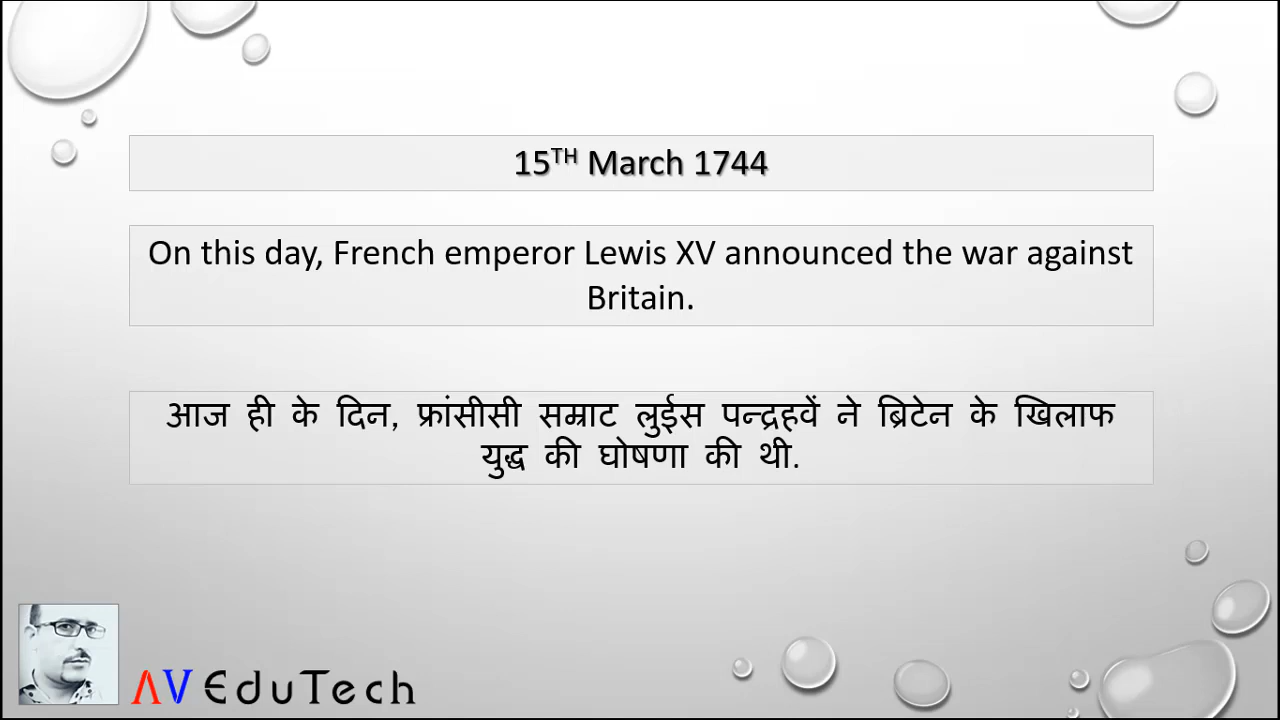 15TH March 1744
On this day, French emperor Lewis XV announced the war against
Britain.
आज ही के दिन, फ्रांसीसी सम्राट लुईस पन्द्रहवें ने ब्रिटेन के खिलाफ
युद्ध की घोषणा की थी.
AV EduTech